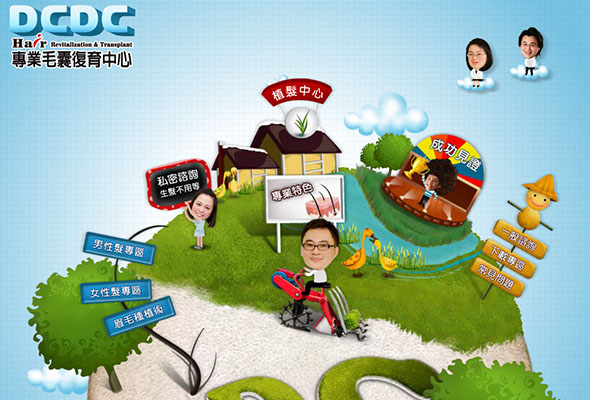 DGDG
Hair Revitalization & Transplant
專業毛囊復育中心
植髮中心
成功見證
私密諮詢
生髮不用等
專業特色
男性髮專區
女性髮專區
眉毛種植術
一般諮詢
下載專區
常見問題